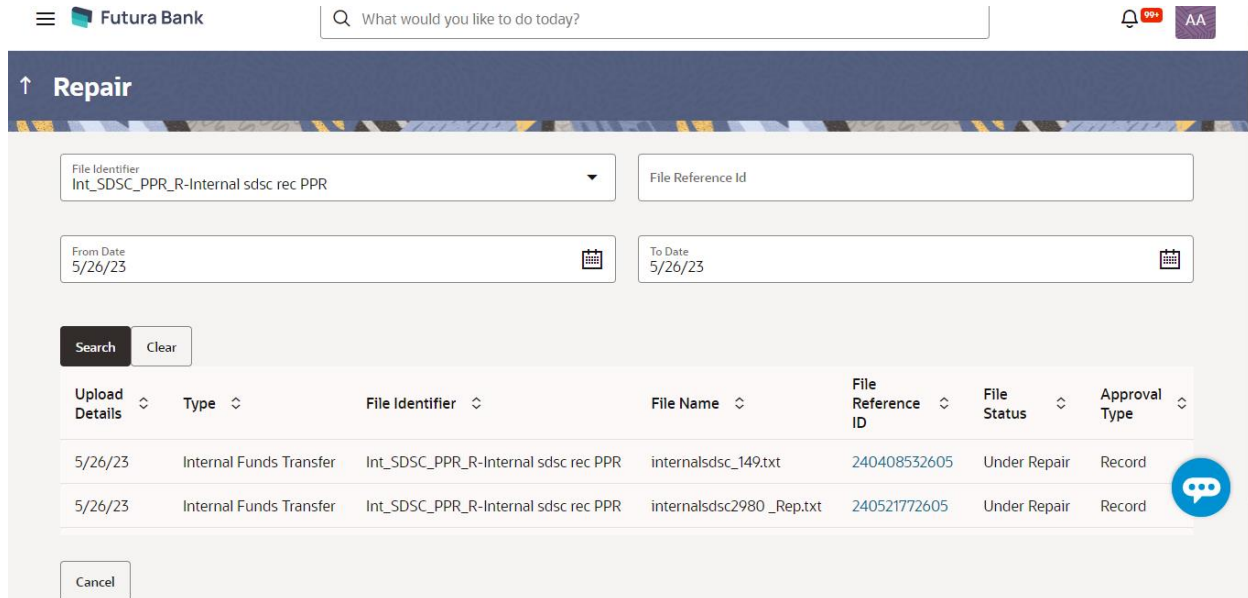 Futura Bank
What would you like to do today?
99+
AA
Repair
File Identifier
Int_SDSC_PPR_R-Internal sdsc rec PPR
File Reference Id
From Date
5/26/23
To Date
5/26/23
Search Clear
Upload Details Type File Identifier File Name File Reference ID File Status Approval Type
5/26/23 Internal Funds Transfer Int_SDSC_PPR_R-Internal sdsc rec PPR internalsdsc_149.txt 240408532605 Under Repair Record
5/26/23 Internal Funds Transfer Int_SDSC_PPR_R-Internal sdsc rec PPR internalsdsc2980 _Rep.txt 240521772605 Under Repair Record
Cancel